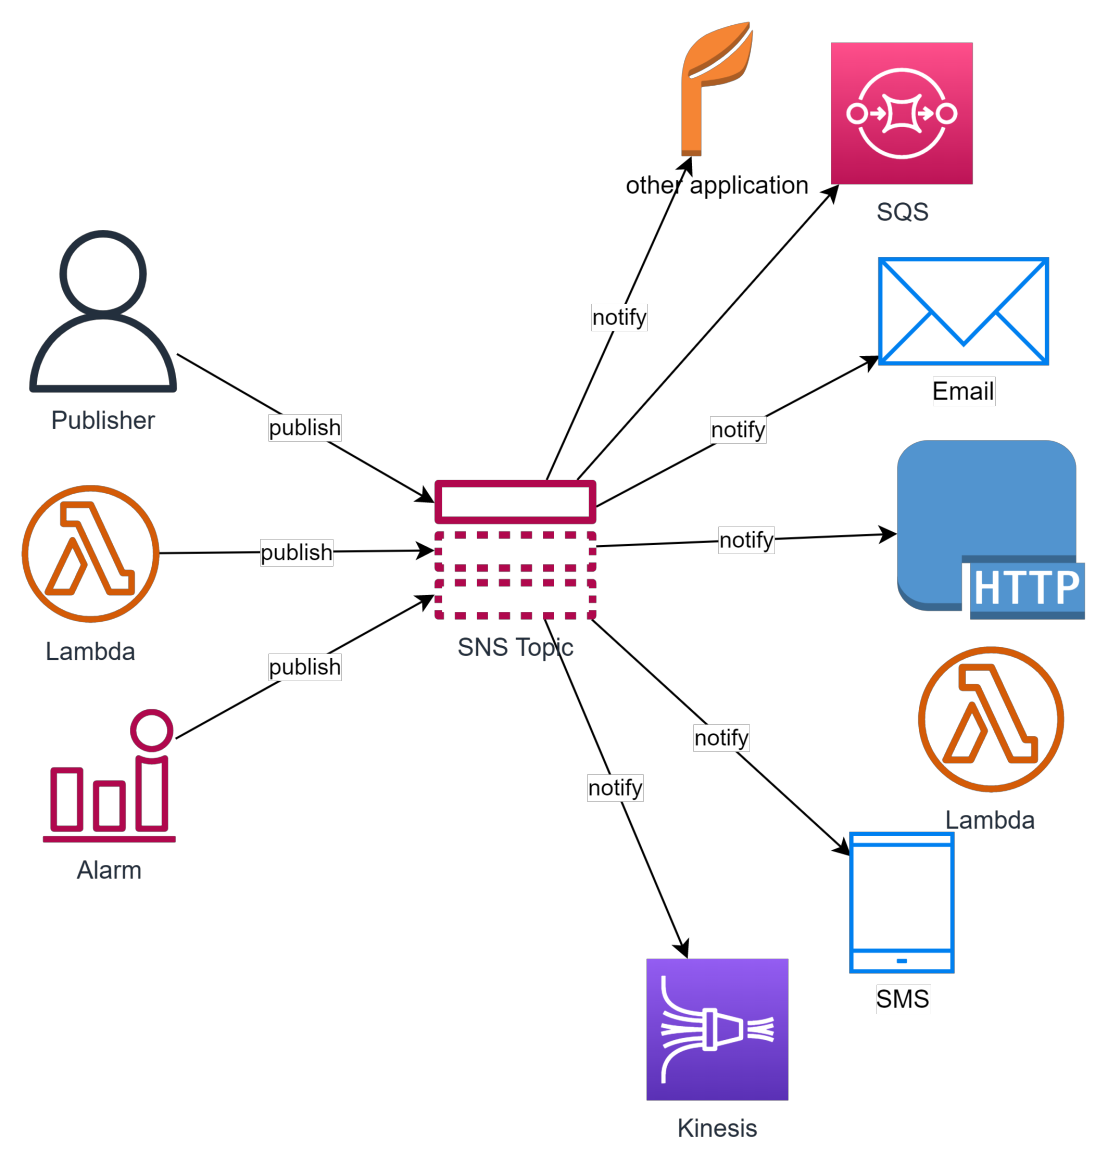 other application
SQS
notify
Publisher
publish
Email
notify
HTTP
notify
publish
Lambda
SNS Topic
publish
Lambda
notify
notify
Alarm
SMS
Kinesis